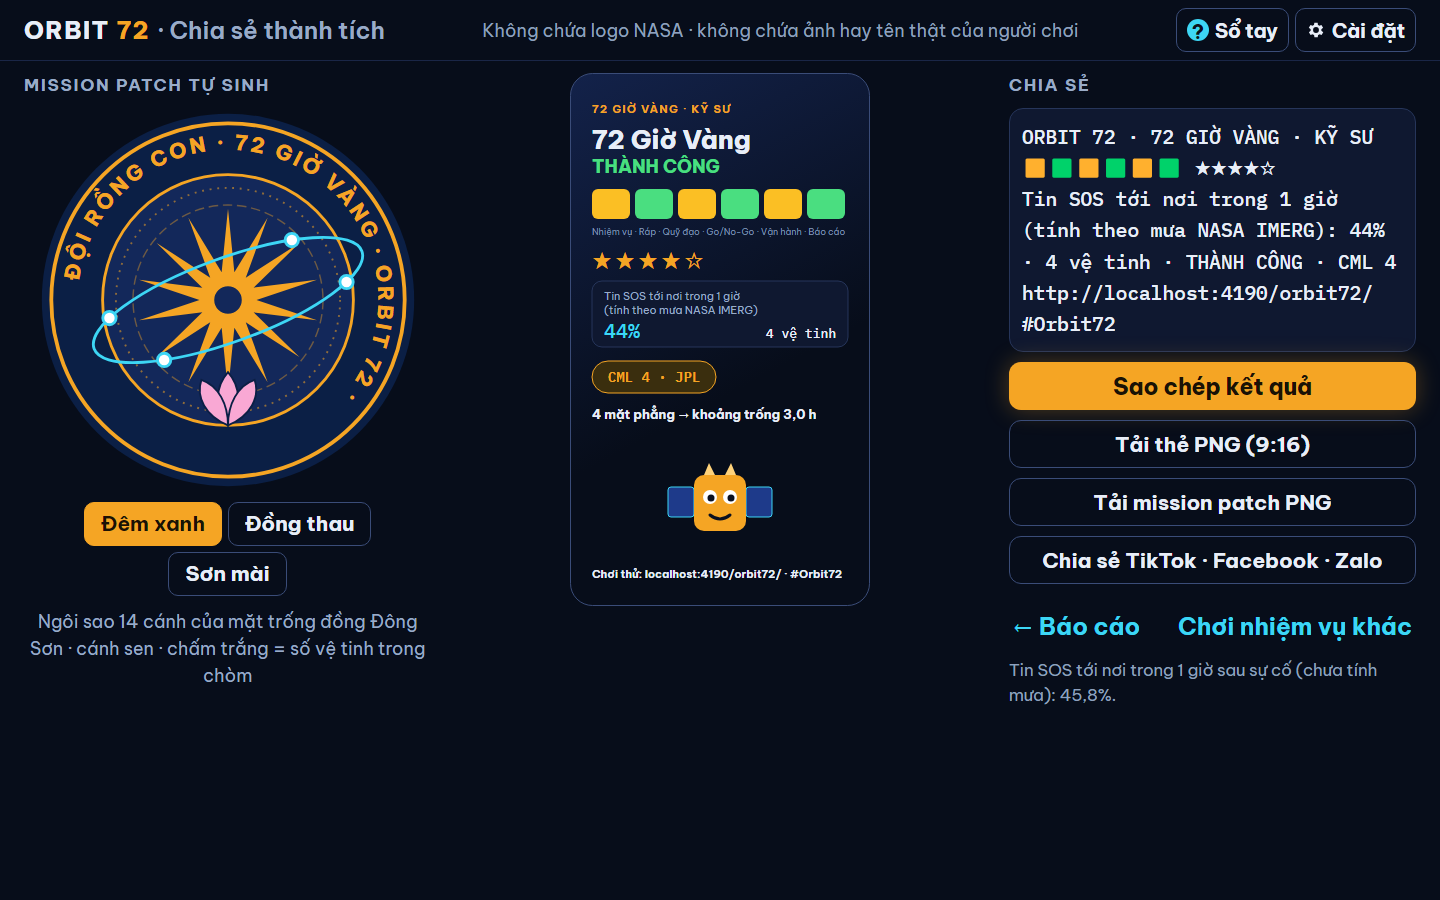 ORBIT 72 · Chia sẻ thành tích
Không chứa logo NASA · không chứa ảnh hay tên thật của người chơi
? Sổ tay
Cài đặt
MISSION PATCH TỰ SINH
ĐỘI RỒNG CON · 72 GIỜ VÀNG · ORBIT 72 ·
Đêm xanh
Đồng thau
Sơn mài
Ngôi sao 14 cánh của mặt trống đồng Đông
Sơn · cánh sen · chấm trắng = số vệ tinh trong
chòm
72 GIỜ VÀNG · KỸ SƯ
72 Giờ Vàng
THÀNH CÔNG
Nhiệm vụ · Ráp · Quỹ đạo · Go/No-Go · Vận hành · Báo cáo
★★★★☆
Tin SOS tới nơi trong 1 giờ
(tính theo mưa NASA IMERG)
44%
4 vệ tinh
CML 4 · JPL
4 mặt phẳng → khoảng trống 3,0 h
Chơi thử: localhost:4190/orbit72/ · #Orbit72
CHIA SẺ
ORBIT 72 · 72 GIỜ VÀNG · KỸ SƯ
🟧🟩🟧🟩🟧🟩 ★★★★☆
Tin SOS tới nơi trong 1 giờ
(tính theo mưa NASA IMERG): 44%
· 4 vệ tinh · THÀNH CÔNG · CML 4
http://localhost:4190/orbit72/
#Orbit72
Sao chép kết quả
Tải thẻ PNG (9:16)
Tải mission patch PNG
Chia sẻ TikTok · Facebook · Zalo
← Báo cáo
Chơi nhiệm vụ khác
Tin SOS tới nơi trong 1 giờ sau sự cố (chưa tính
mưa): 45,8%.